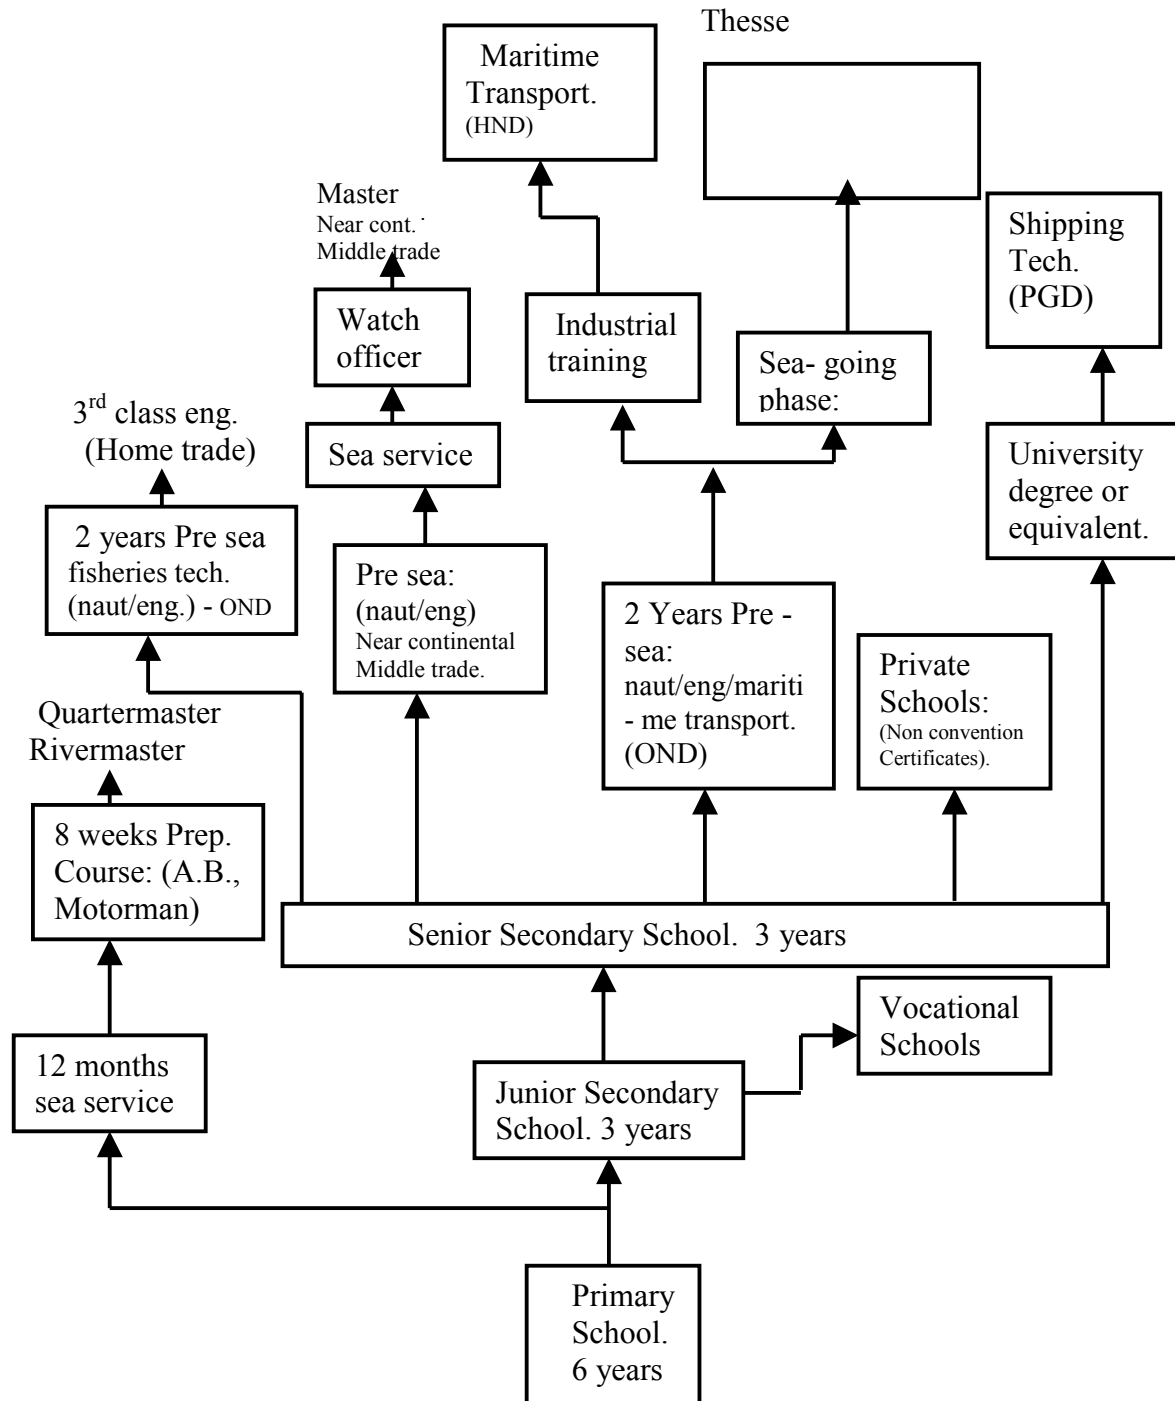 Thesse
Maritime
Transport.
(HND)
Master
Near cont.
Middle trade
Shipping
Tech.
(PGD)
Watch
officer
Industrial
training
Sea- going
phase:
3rd class eng.
(Home trade)
Sea service
University
degree or
equivalent.
2 years Pre sea
fisheries tech.
(naut/eng.) - OND
Pre sea:
(naut/eng)
Near continental
Middle trade.
2 Years Pre -
sea:
naut/eng/mariti
- me transport.
(OND)
Private
Schools:
(Non convention
Certificates).
Quartermaster
Rivermaster
8 weeks Prep.
Course: (A.B.,
Motorman)
Senior Secondary School. 3 years
Vocational
Schools
12 months
sea service
Junior Secondary
School. 3 years
Primary
School.
6 years